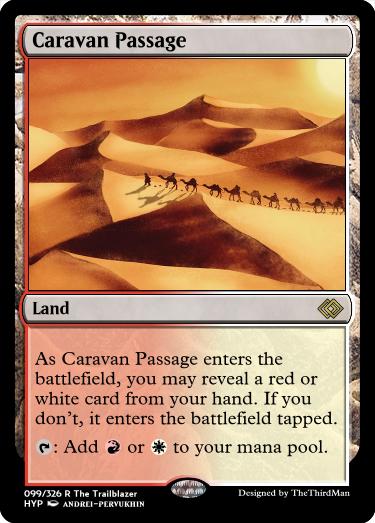 Caravan Passage
Land
As Caravan Passage enters the
battlefield, you may reveal a red or
white card from your hand. If you
don't, it enters the battlefield tapped.
: Add or to your mana pool.
099/326 R The Trailblazer
HYP ANDREI-PERVUKHIN
Designed by TheThirdMan